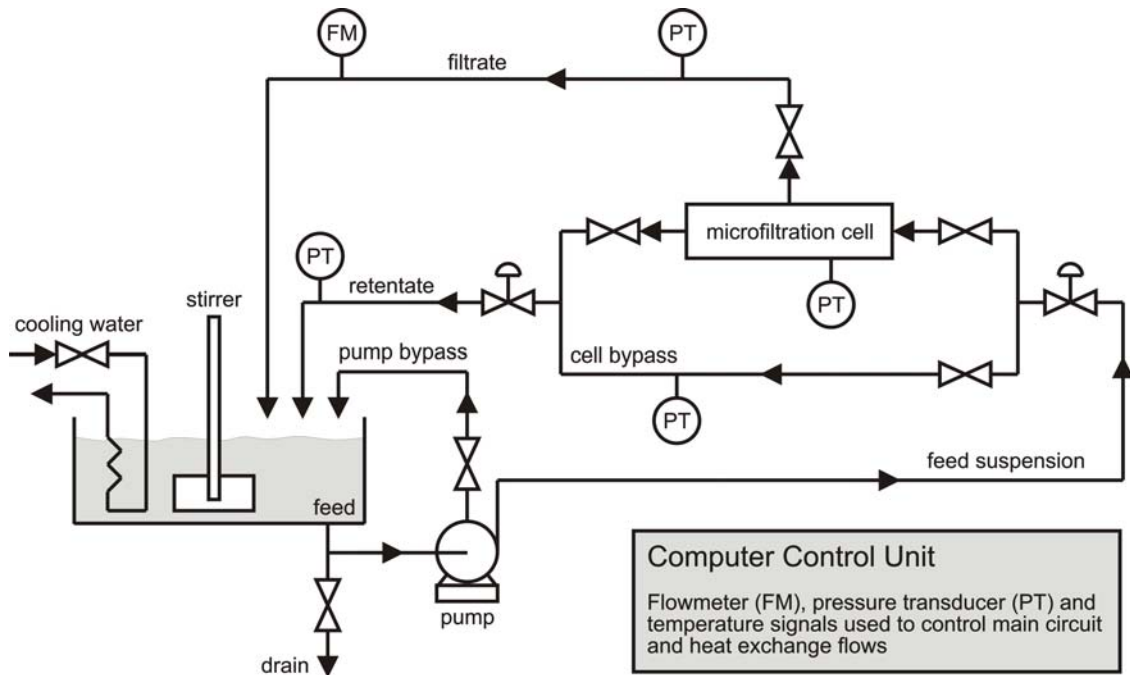 FM
PT
filtrate
microfiltration cell
PT
retentate
PT
stirrer
cooling water
pump bypass
cell bypass
PT
feed suspension
feed
pump
drain
Computer Control Unit
Flowmeter (FM), pressure transducer (PT) and
temperature signals used to control main circuit
and heat exchange flows